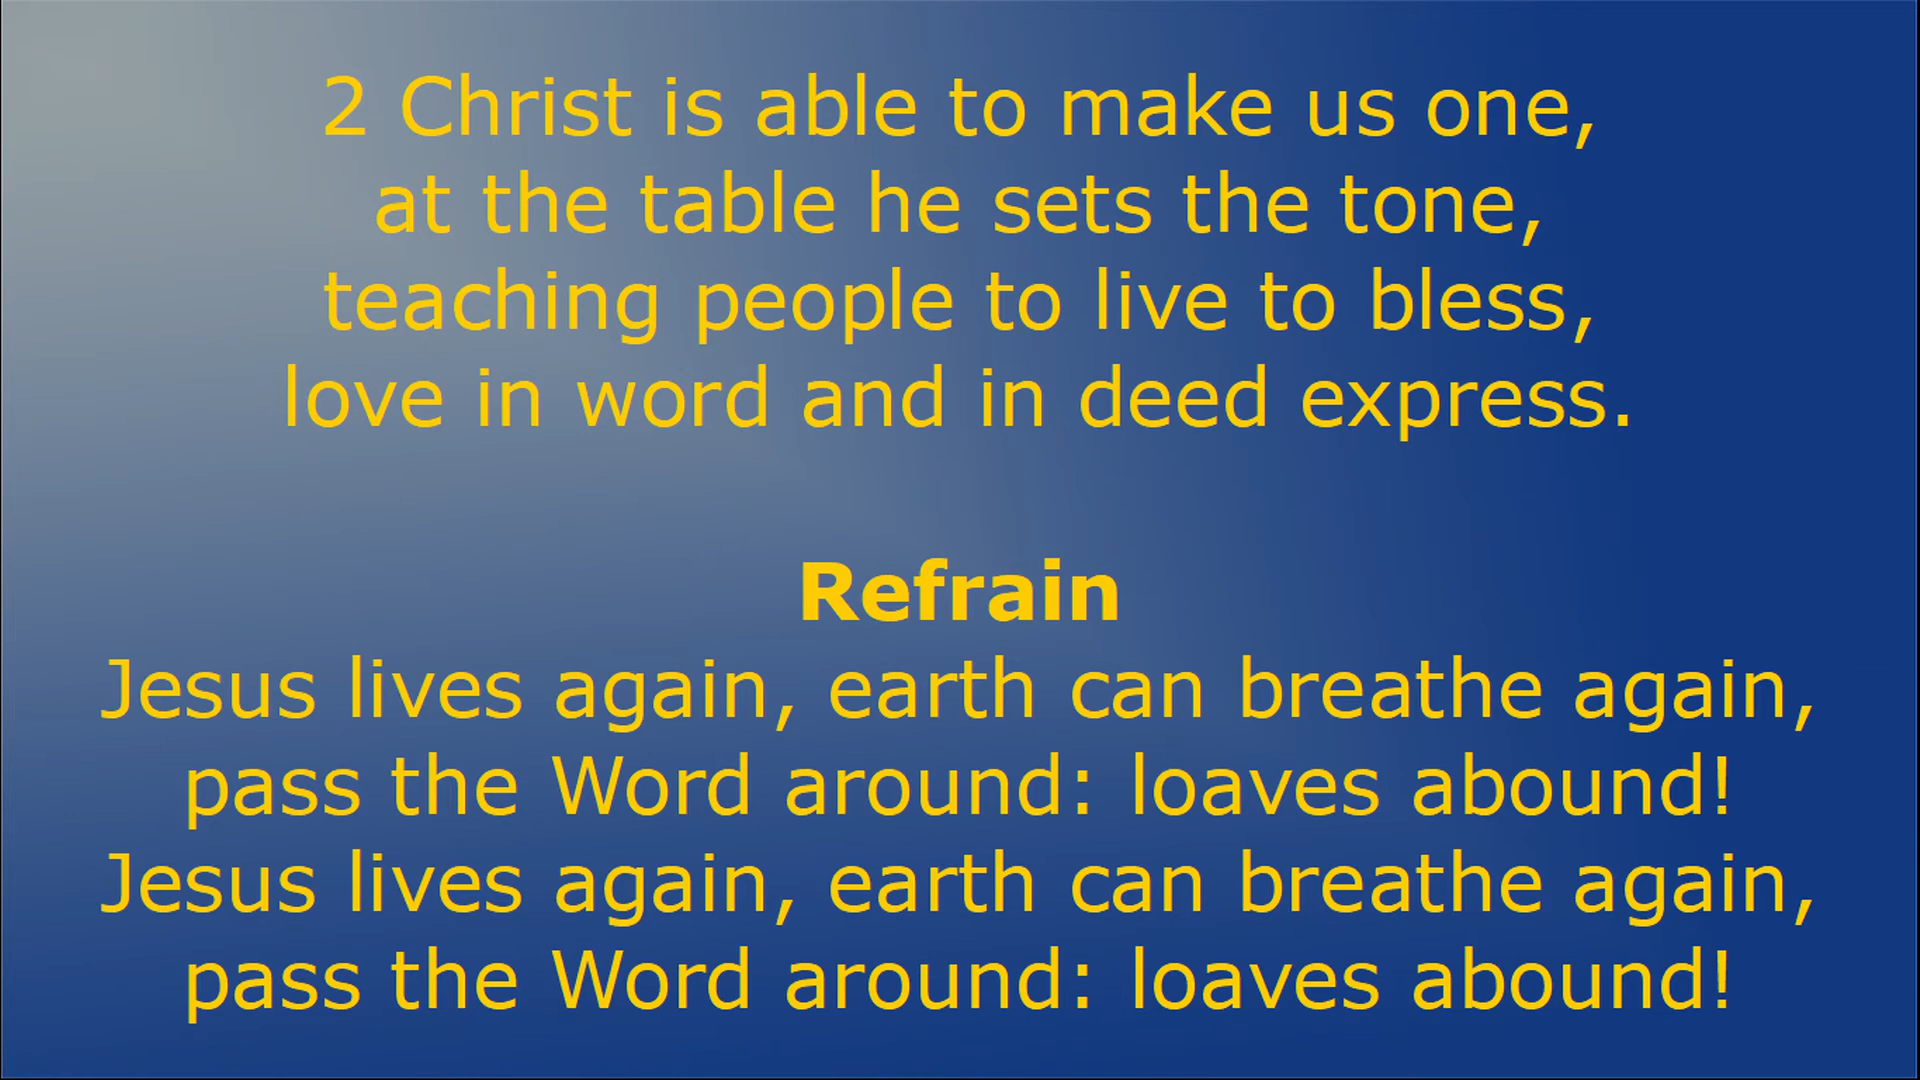 2 Christ is able to make us one,
at the table he sets the tone,
teaching people to live to bless,
love in word and in deed express.
Refrain
Jesus lives again, earth can breathe again,
pass the Word around: loaves abound!
Jesus lives again, earth can breathe again,
pass the Word around: loaves abound!